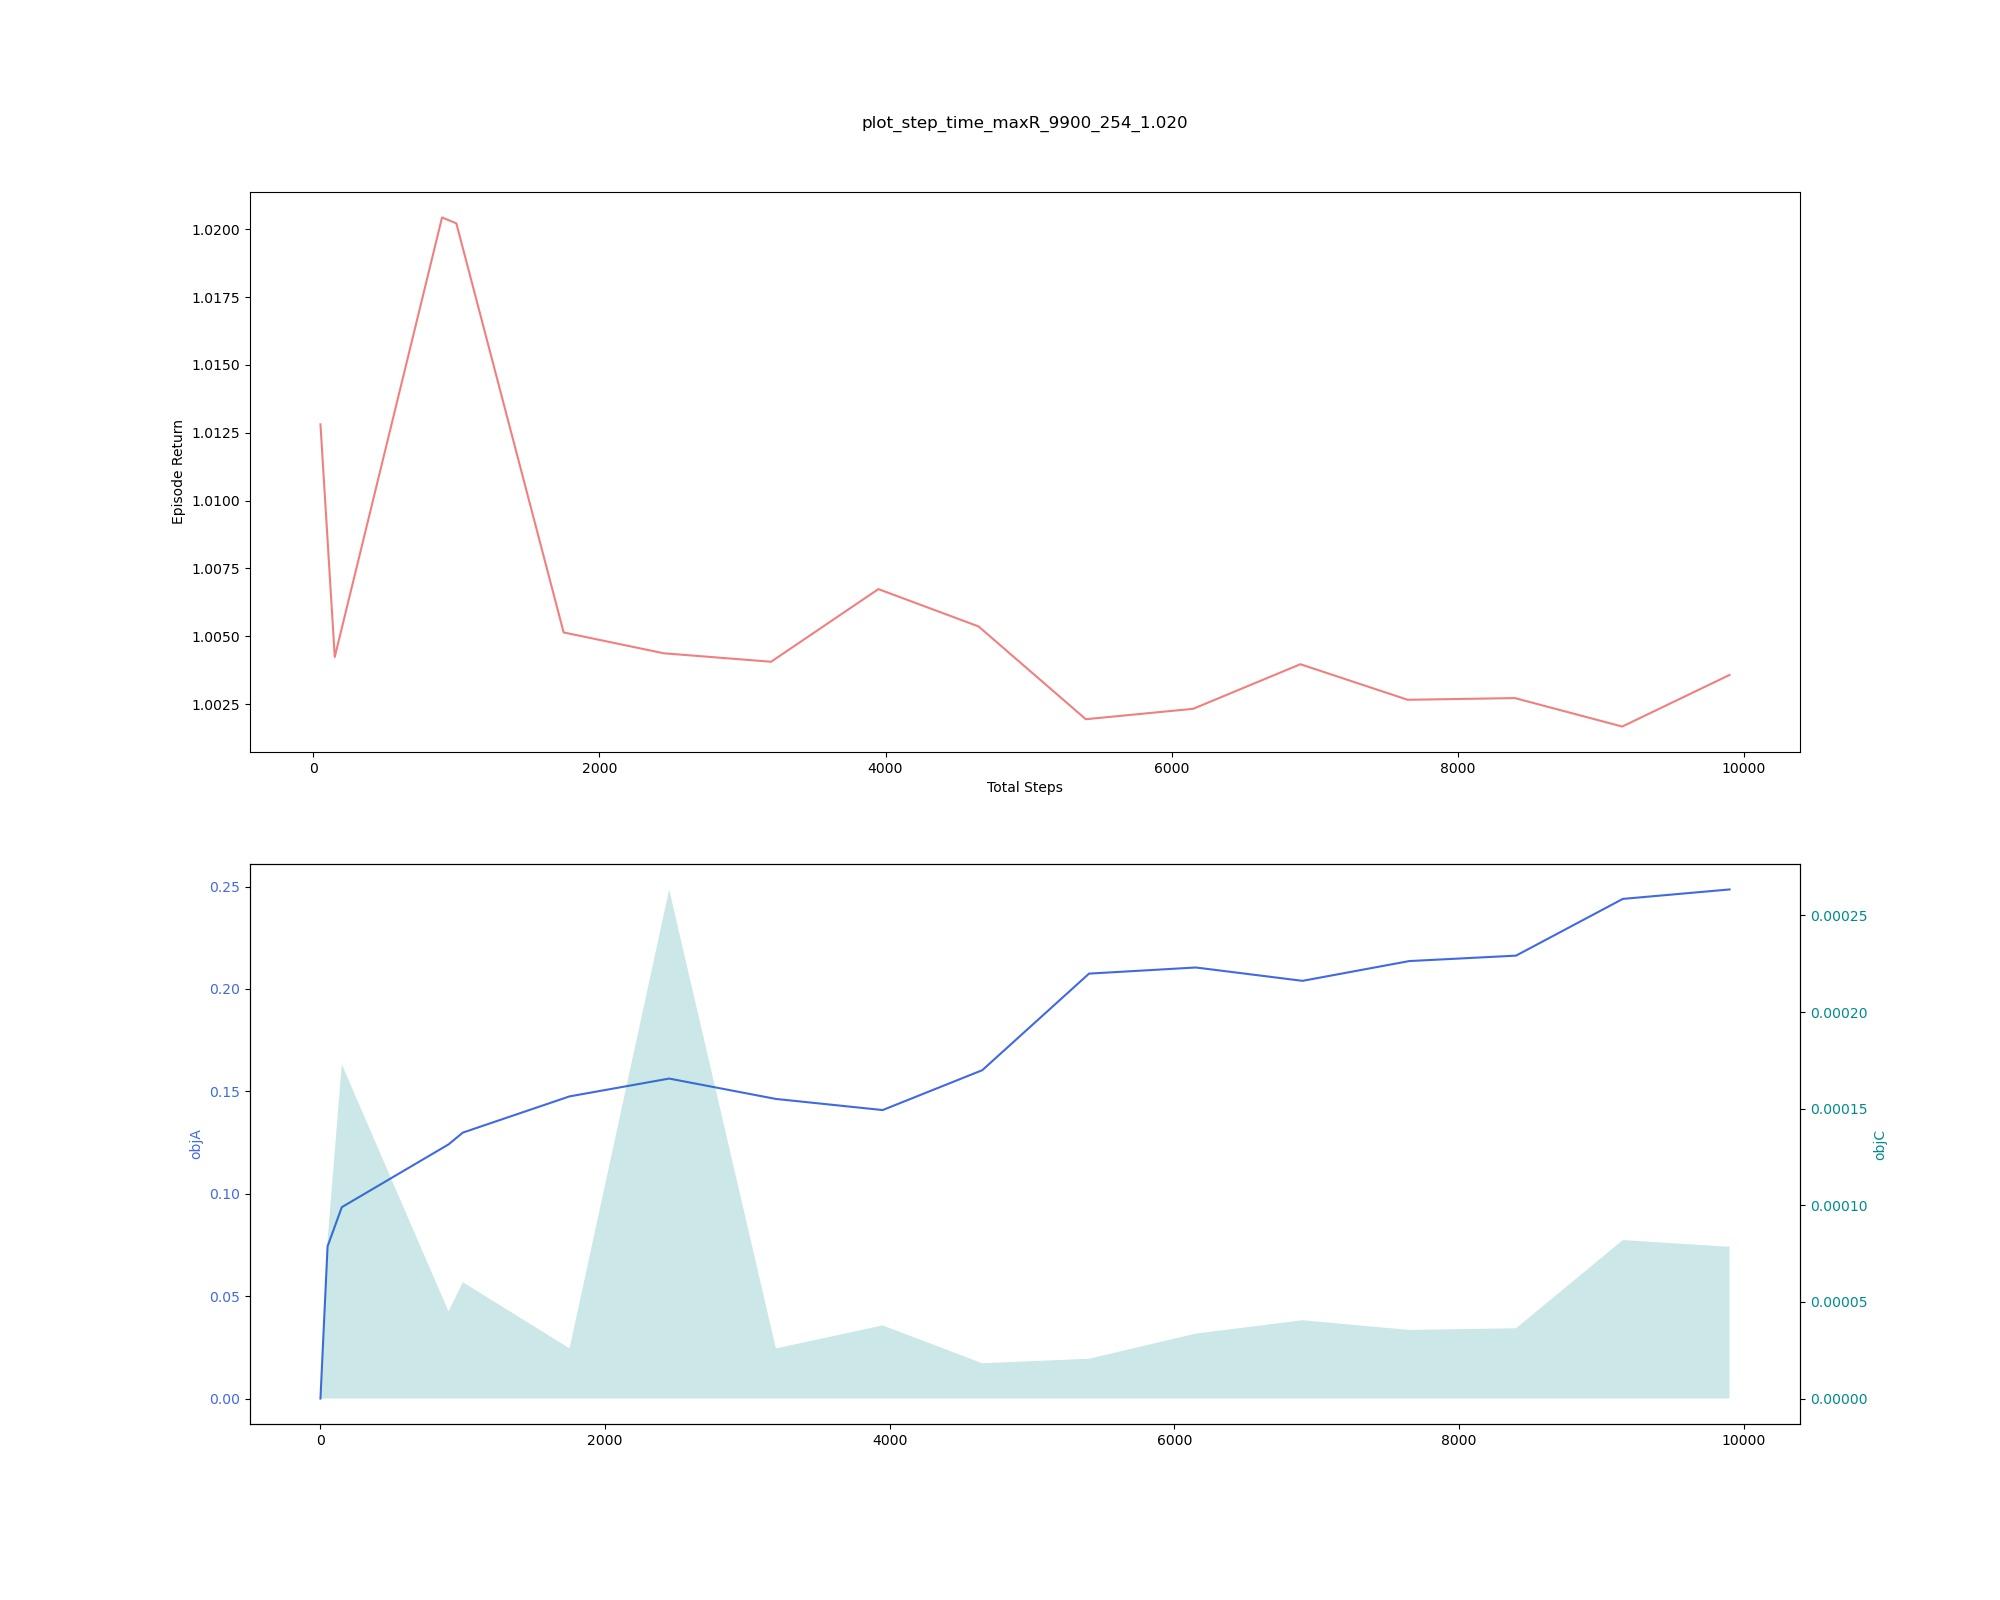 plot_step_time_maxR_9900_254_1.020
1.0200
1.0175
1.0150
1.0125
1.0100
1.0075
1.0050
1.0025
Episode Return
0 2000 4000 6000 8000 10000
Total Steps
0.25
0.20
0.15
0.10
0.05
0.00
objA
0.00025
0.00020
0.00015
0.00010
0.00005
0.00000
objC
0 2000 4000 6000 8000 10000